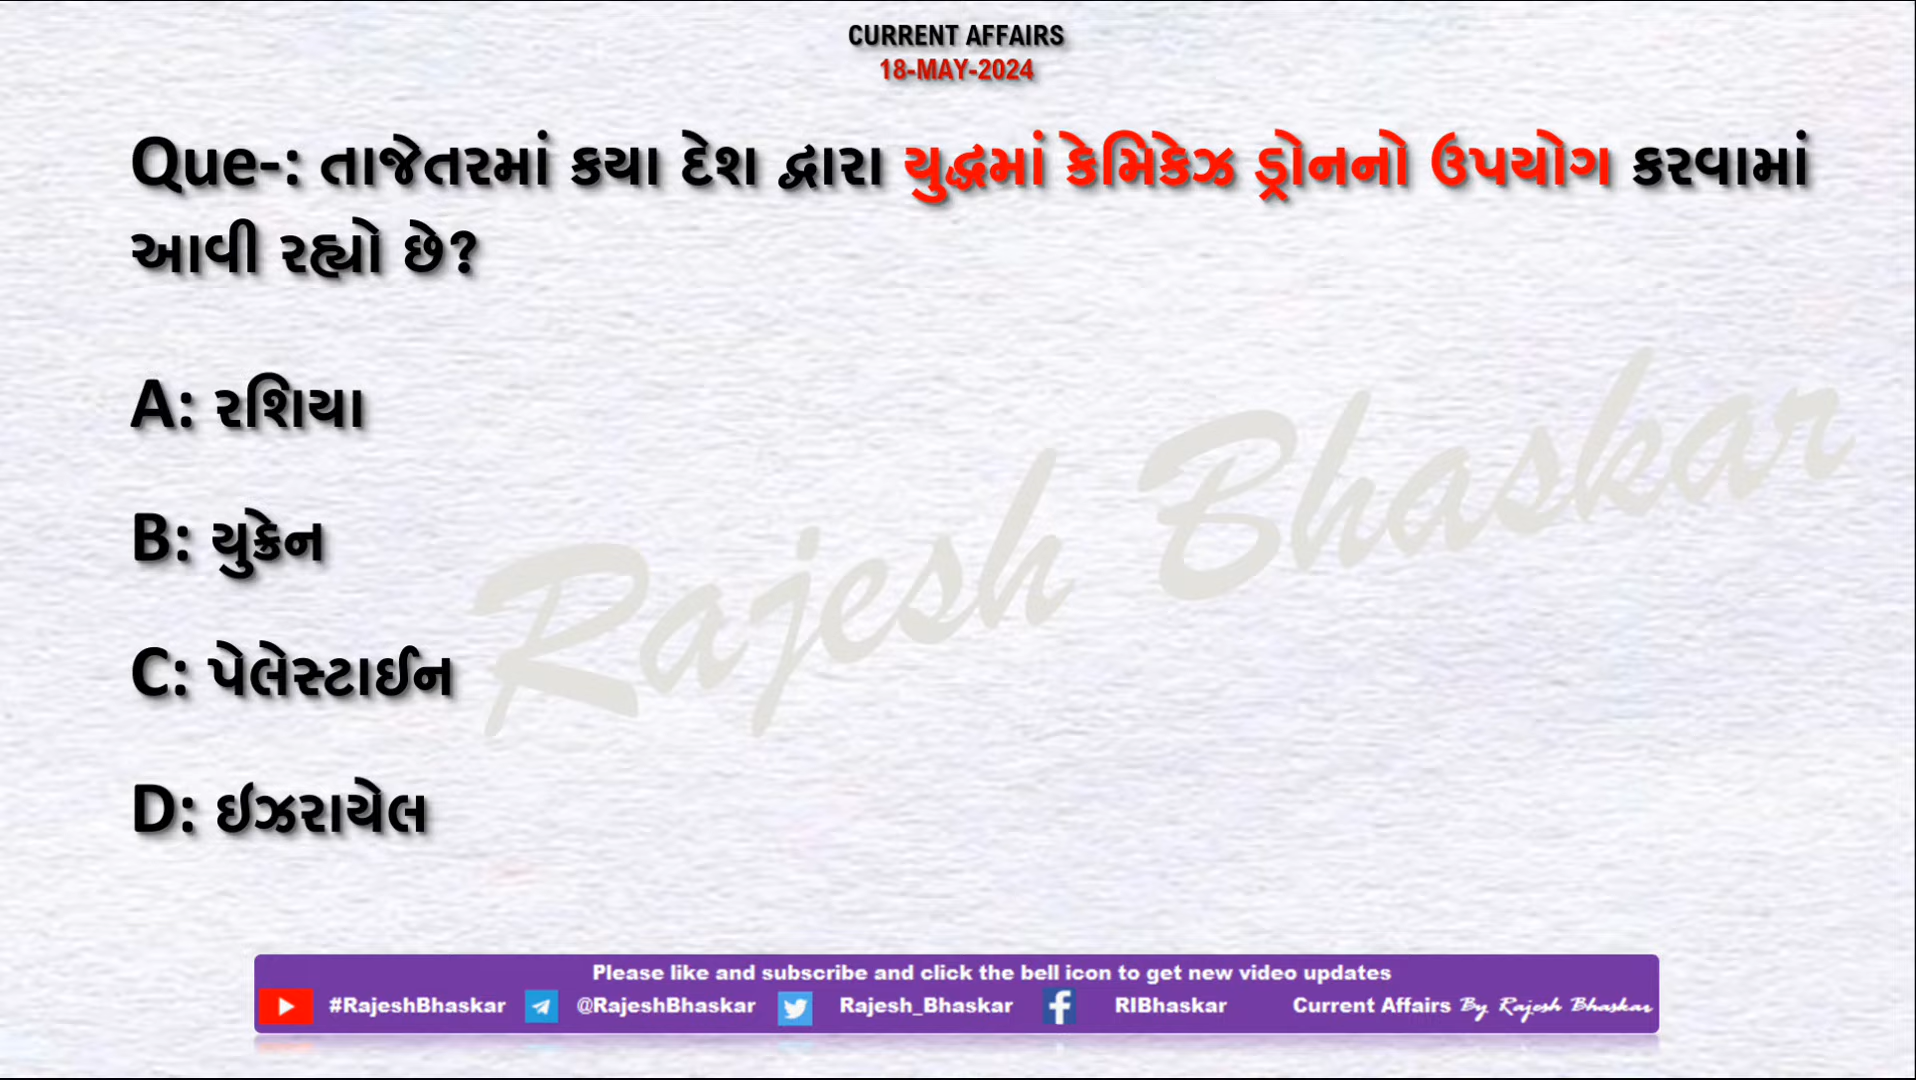 CURRENT AFFAIRS
18-MAY-2024
Que-: તાજેતરમાં કયા દેશ દ્વારા યુદ્ધમાં કેમિકેઝ ડ્રોનનો ઉપયોગ કરવામાં
આવી રહ્યો છે?
A: રશિયા
B: યુક્રેન
C: પેલેસ્ટાઈન
D: ઈઝરાયેલ
Rajesh Bhaskar
Please like and subscribe and click the bell icon to get new video updates
#RajeshBhaskar @RajeshBhaskar Rajesh_Bhaskar RIBhaskar Current Affairs By Rajesh Bhaskar